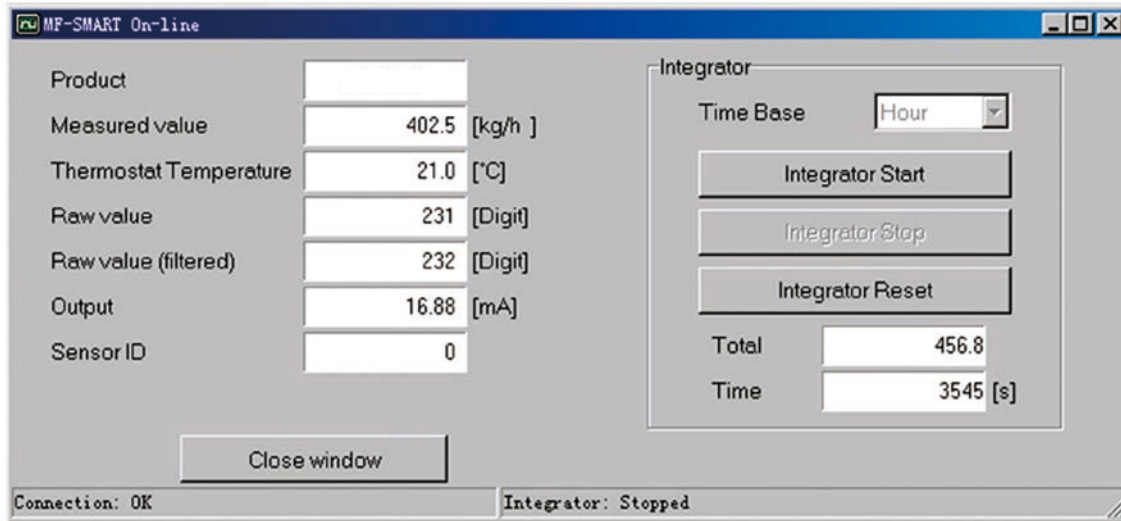 MF-SMART On-line
Product
Measured value 402.5 [kg/h ]
Thermostat Temperature 21.0 [°C]
Raw value 231 [Digit]
Raw value (filtered) 232 [Digit]
Output 16.88 [mA]
Sensor ID 0
Close window
Integrator
Time Base Hour
Integrator Start
Integrator Stop
Integrator Reset
Total 456.8
Time 3545 [s]
Connection: OK
Integrator: Stopped